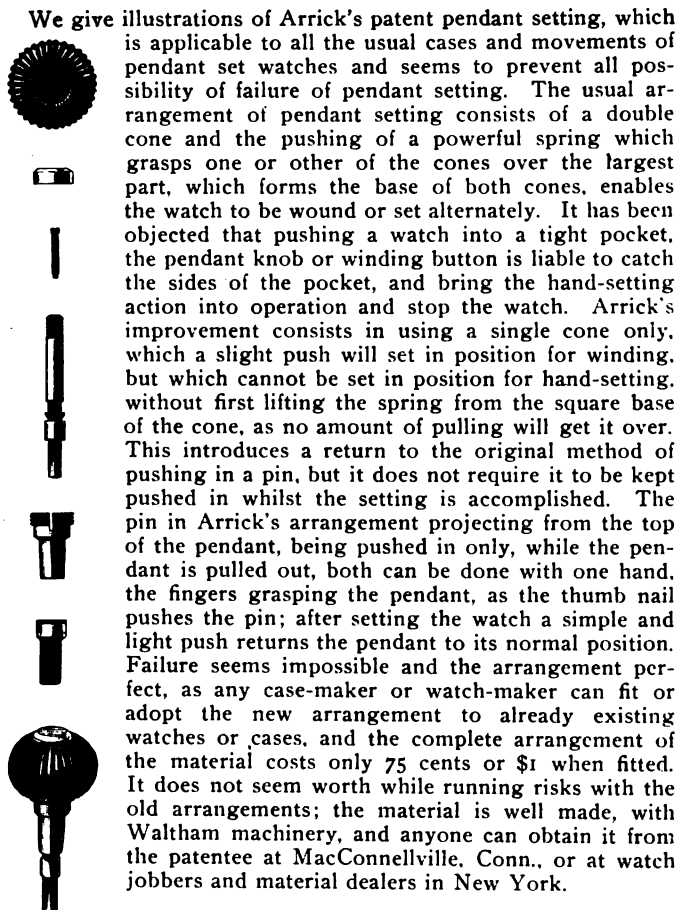 We give illustrations of Arrick's patent pendant setting, which
is applicable to all the usual cases and movements of
pendant set watches and seems to prevent all pos-
sibility of failure of pendant setting. The usual ar-
rangement of pendant setting consists of a double
cone and the pushing of a powerful spring which
grasps one or other of the cones over the largest
part, which forms the base of both cones, enables
the watch to be wound or set alternately. It has been
objected that pushing a watch into a tight pocket,
the pendant knob or winding button is liable to catch
the sides of the pocket, and bring the hand-setting
action into operation and stop the watch. Arrick's
improvement consists in using a single cone only,
which a slight push will set in position for winding,
but which cannot be set in position for hand-setting,
without first lifting the spring from the square base
of the cone, as no amount of pulling will get it over.
This introduces a return to the original method of
pushing in a pin, but it does not require it to be kept
pushed in whilst the setting is accomplished. The
pin in Arrick's arrangement projecting from the top
of the pendant, being pushed in only, while the pen-
dant is pulled out, both can be done with one hand,
the fingers grasping the pendant, as the thumb nail
pushes the pin; after setting the watch a simple and
light push returns the pendant to its normal position.
Failure seems impossible and the arrangement per-
fect, as any case-maker or watch-maker can fit or
adopt the new arrangement to already existing
watches or cases, and the complete arrangement of
the material costs only 75 cents or $1 when fitted.
It does not seem worth while running risks with the
old arrangements; the material is well made, with
Waltham machinery, and anyone can obtain it from
the patentee at MacConnellville, Conn., or at watch
jobbers and material dealers in New York.